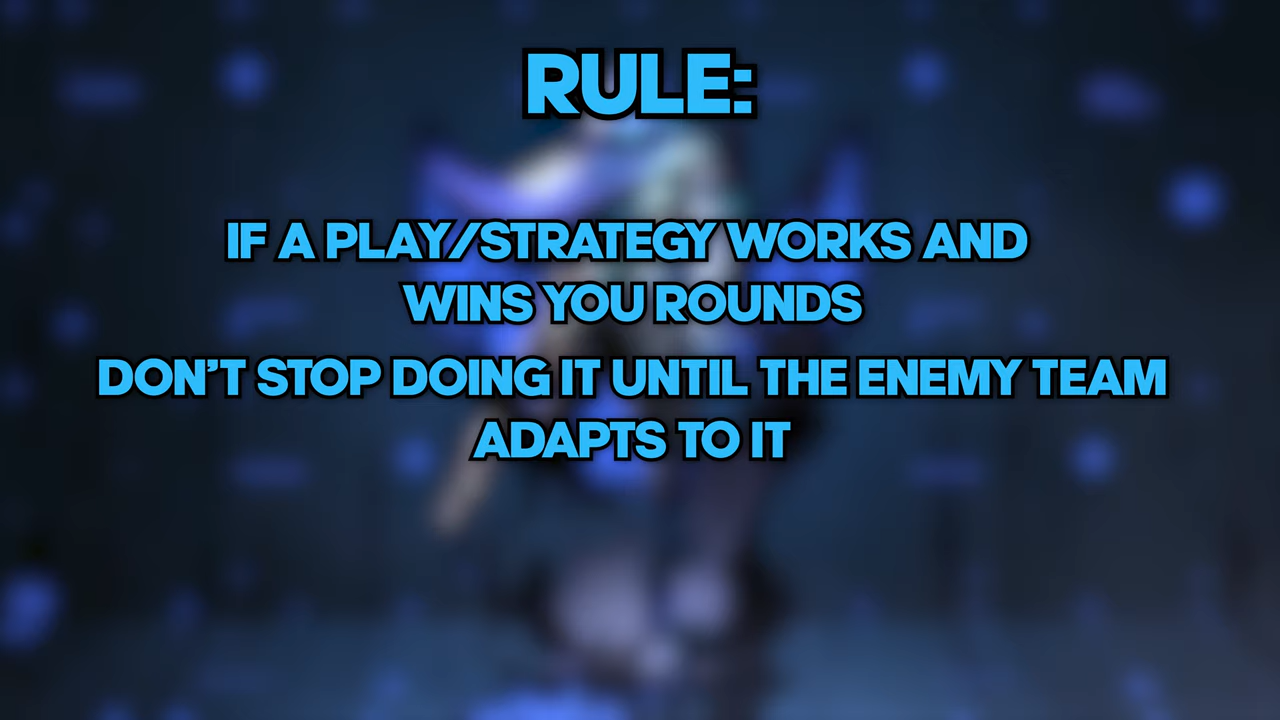 RULE:
IF A PLAY/STRATEGY WORKS AND
WINS YOU ROUNDS
DON'T STOP DOING IT UNTIL THE ENEMY TEAM
ADAPTS TO IT